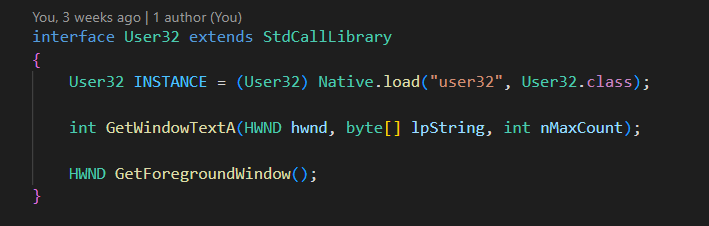 You, 3 weeks ago | 1 author (You)
interface User32 extends StdCallLibrary
{
    User32 INSTANCE = (User32) Native.load("user32", User32.class);
    int GetWindowTextA(HWND hwnd, byte[] lpString, int nMaxCount);
    HWND GetForegroundWindow();
}